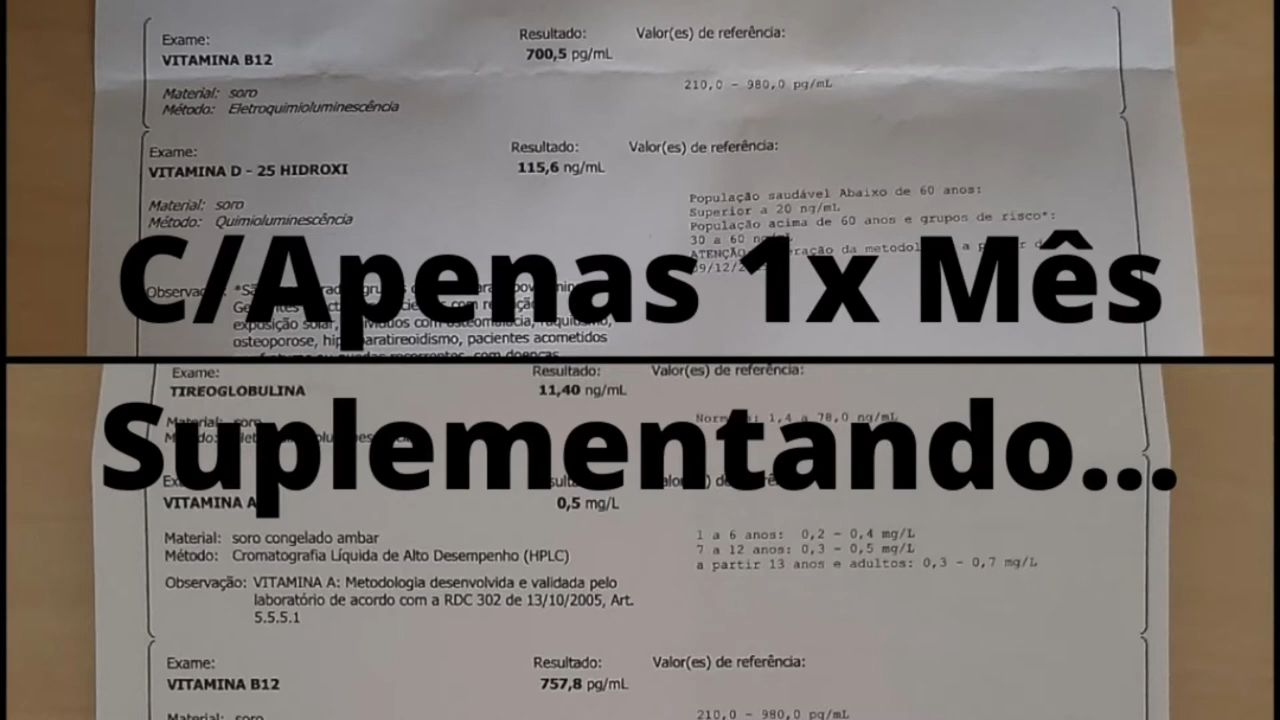 Exame: Resultado: Valor(es) de referência:
VITAMINA B12 700,5 pg/mL
210,0 - 980,0 pg/mL
Material: soro
Método: Eletroquimioluminescência
Exame: Resultado: Valor(es) de referência:
VITAMINA D - 25 HIDROXI 115,6 ng/mL
População saudável Abaixo de 60 anos:
Material: soro Superior a 20 ng/mL
Método: Quimioluminescência População acima de 60 anos e grupos de risco*:
30 a 60
C/Apenas 1x Mês
exposição solar, com osteomalácia,
osteoporose, pacientes acometidos
Exame: Resultado: Valor(es) de referência:
TIREOGLOBULINA 11,40 ng/mL
1,4 a 78,0 ng/mL
Suplementando...
VITAMINA A 0,5 mg/L
Material: soro congelado ambar 1 a 6 anos: 0,2 - 0,4 mg/L
Método: Cromatografia Líquida de Alto Desempenho (HPLC) 7 a 12 anos: 0,3 - 0,5 mg/L
a partir 13 anos e adultos: 0,3 - 0,7 mg/L
Observação: VITAMINA A: Metodologia desenvolvida e validada pelo
laboratório de acordo com a RDC 302 de 13/10/2005, Art.
5.5.5.1
Exame: Resultado: Valor(es) de referência:
VITAMINA B12 757,8 pg/mL
Material: soro 210,0 - 980,0 pg/mL